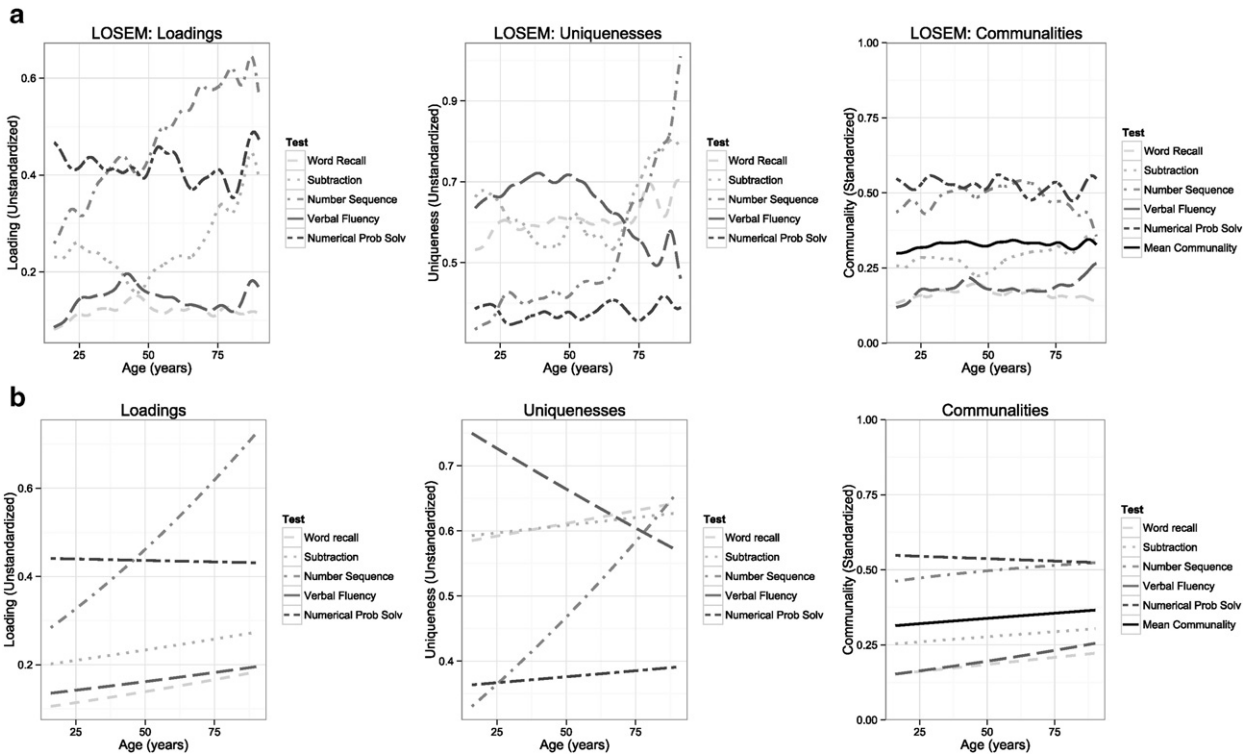 a
LOSEM: Loadings
Loading (Unstandardized)
0.6
0.4
0.2
25
50
75
Age (years)
Test
Word Recall
Subtraction
Number Sequence
Verbal Fluency
Numerical Prob Solv
LOSEM: Uniquenesses
Uniqueness (Unstandardized)
0.9
0.7
0.5
25
50
75
Age (years)
Test
Word Recall
Subtraction
Number Sequence
Verbal Fluency
Numerical Prob Solv
LOSEM: Communalities
Communality (Standardized)
1.00
0.75
0.50
0.25
0.00
25
50
75
Age (years)
Test
Word Recall
Subtraction
Number Sequence
Verbal Fluency
Numerical Prob Solv
Mean Communality
b
Loadings
Loading (Unstandardized)
0.6
0.4
0.2
25
50
75
Age (years)
Test
Word recall
Subtraction
Number Sequence
Verbal Fluency
Numerical Prob Solv
Uniquenesses
Uniqueness (Unstandardized)
0.7
0.6
0.5
0.4
25
50
75
Age (years)
Test
Word recall
Subtraction
Number Sequence
Verbal Fluency
Numerical Prob Solv
Communalities
Communality (Standardized)
1.00
0.75
0.50
0.25
0.00
25
50
75
Age (years)
Test
Word recall
Subtraction
Number Sequence
Verbal Fluency
Numerical Prob Solv
Mean Communality